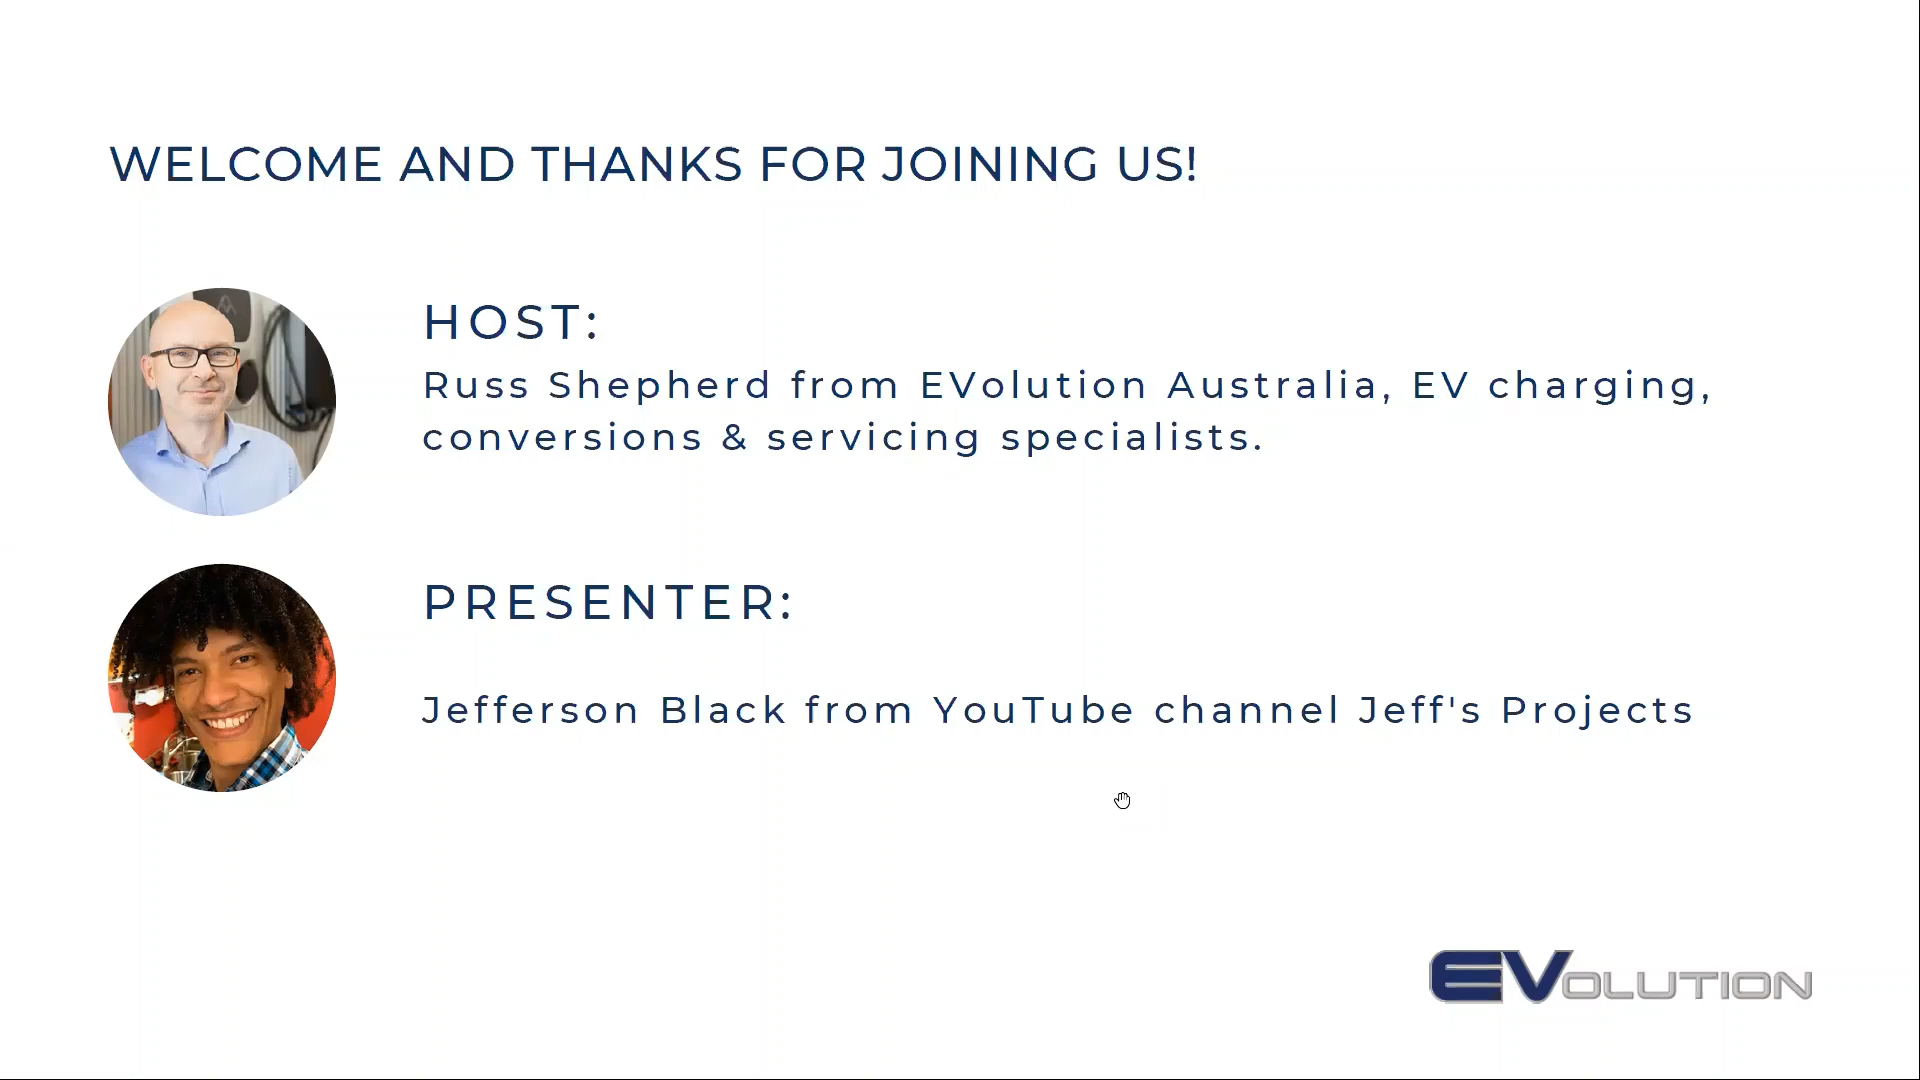 WELCOME AND THANKS FOR JOINING US!
HOST:
Russ Shepherd from EVolution Australia, EV charging,
conversions & servicing specialists.
PRESENTER:
Jefferson Black from YouTube channel Jeff's Projects
EVOLUTION